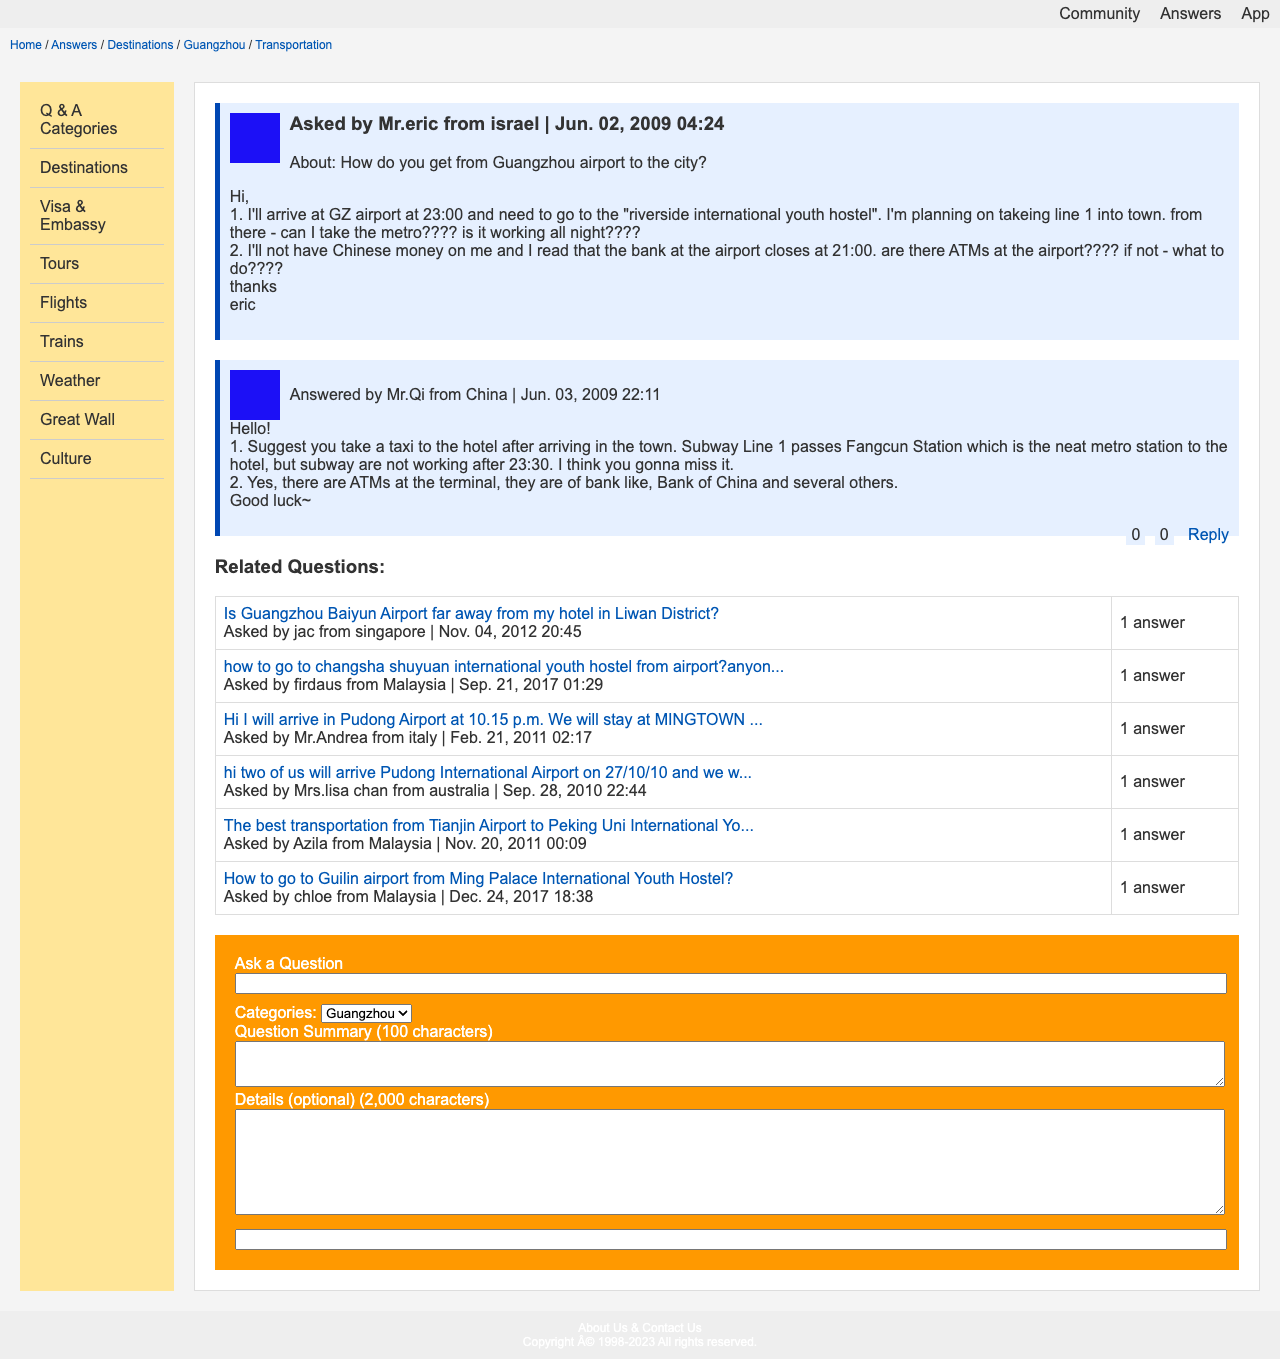 Community Answers App
Home / Answers / Destinations / Guangzhou / Transportation
Q & A
Categories
Destinations
Visa &
Embassy
Tours
Flights
Trains
Weather
Great Wall
Culture
Asked by Mr.eric from israel | Jun. 02, 2009 04:24
About: How do you get from Guangzhou airport to the city?
Hi,
1. I'll arrive at GZ airport at 23:00 and need to go to the "riverside international youth hostel". I'm planning on takeing line 1 into town. from
there - can I take the metro???? is it working all night????
2. I'll not have Chinese money on me and I read that the bank at the airport closes at 21:00. are there ATMs at the airport???? if not - what to
do????
thanks
eric
Answered by Mr.Qi from China | Jun. 03, 2009 22:11
Hello!
1. Suggest you take a taxi to the hotel after arriving in the town. Subway Line 1 passes Fangcun Station which is the neat metro station to the
hotel, but subway are not working after 23:30. I think you gonna miss it.
2. Yes, there are ATMs at the terminal, they are of bank like, Bank of China and several others.
Good luck~
0 0 Reply
Related Questions:
Is Guangzhou Baiyun Airport far away from my hotel in Liwan District?
Asked by jac from singapore | Nov. 04, 2012 20:45
1 answer
how to go to changsha shuyuan international youth hostel from airport?anyon...
Asked by firdaus from Malaysia | Sep. 21, 2017 01:29
1 answer
Hi I will arrive in Pudong Airport at 10.15 p.m. We will stay at MINGTOWN ...
Asked by Mr.Andrea from italy | Feb. 21, 2011 02:17
1 answer
hi two of us will arrive Pudong International Airport on 27/10/10 and we w...
Asked by Mrs.lisa chan from australia | Sep. 28, 2010 22:44
1 answer
The best transportation from Tianjin Airport to Peking Uni International Yo...
Asked by Azila from Malaysia | Nov. 20, 2011 00:09
1 answer
How to go to Guilin airport from Ming Palace International Youth Hostel?
Asked by chloe from Malaysia | Dec. 24, 2017 18:38
1 answer
Ask a Question
Categories: Guangzhou
Question Summary (100 characters)
Details (optional) (2,000 characters)
About Us & Contact Us
Copyright Â© 1998-2023 All rights reserved.